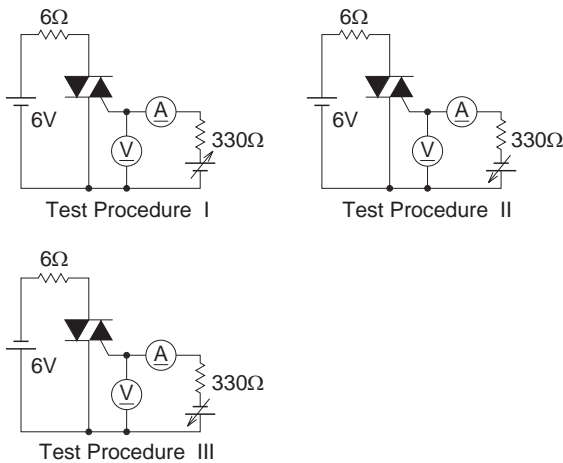 6Ω
6V
A
V
330Ω
Test Procedure I
6Ω
6V
A
V
330Ω
Test Procedure II
6Ω
6V
A
V
330Ω
Test Procedure III